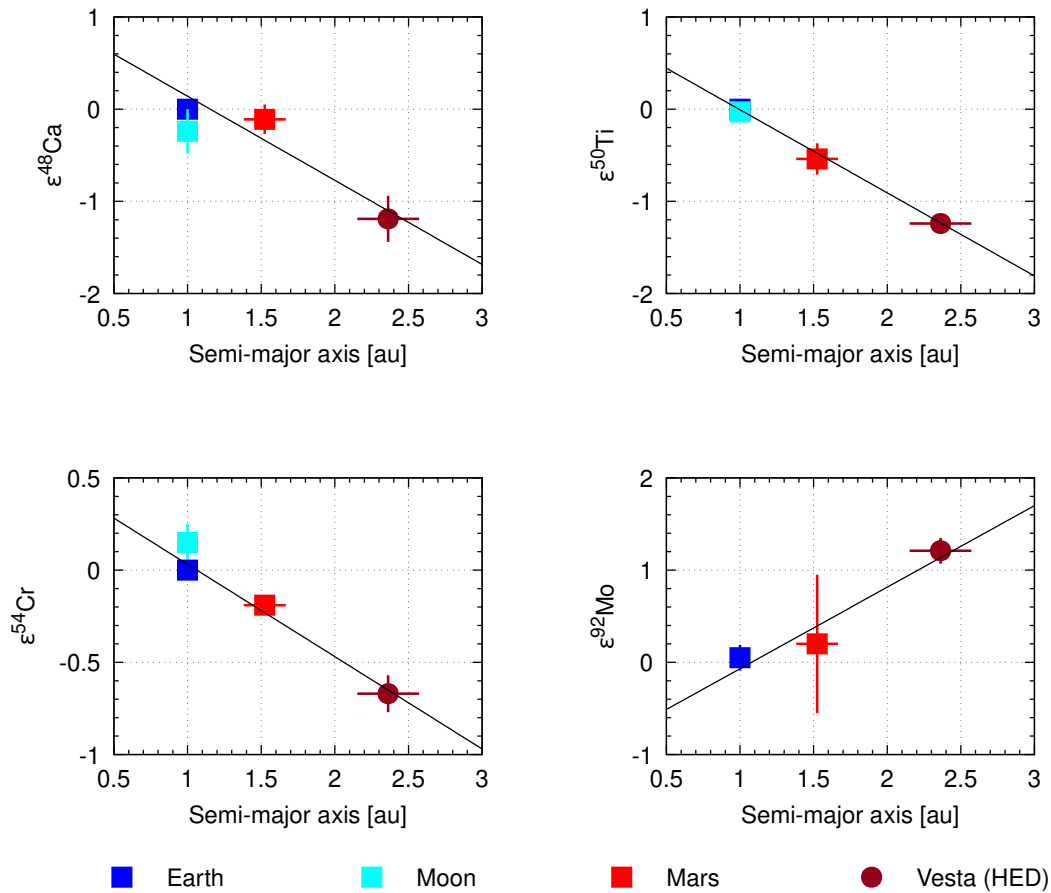 1
0
-1
-2
ε⁴⁸Ca
0.5 1 1.5 2 2.5 3
Semi-major axis [au]
1
0
-1
-2
ε⁵⁰Ti
0.5 1 1.5 2 2.5 3
Semi-major axis [au]
0.5
0
-0.5
-1
ε⁵⁴Cr
0.5 1 1.5 2 2.5 3
Semi-major axis [au]
2
1
0
-1
ε⁹²Mo
0.5 1 1.5 2 2.5 3
Semi-major axis [au]
Earth Moon Mars Vesta (HED)